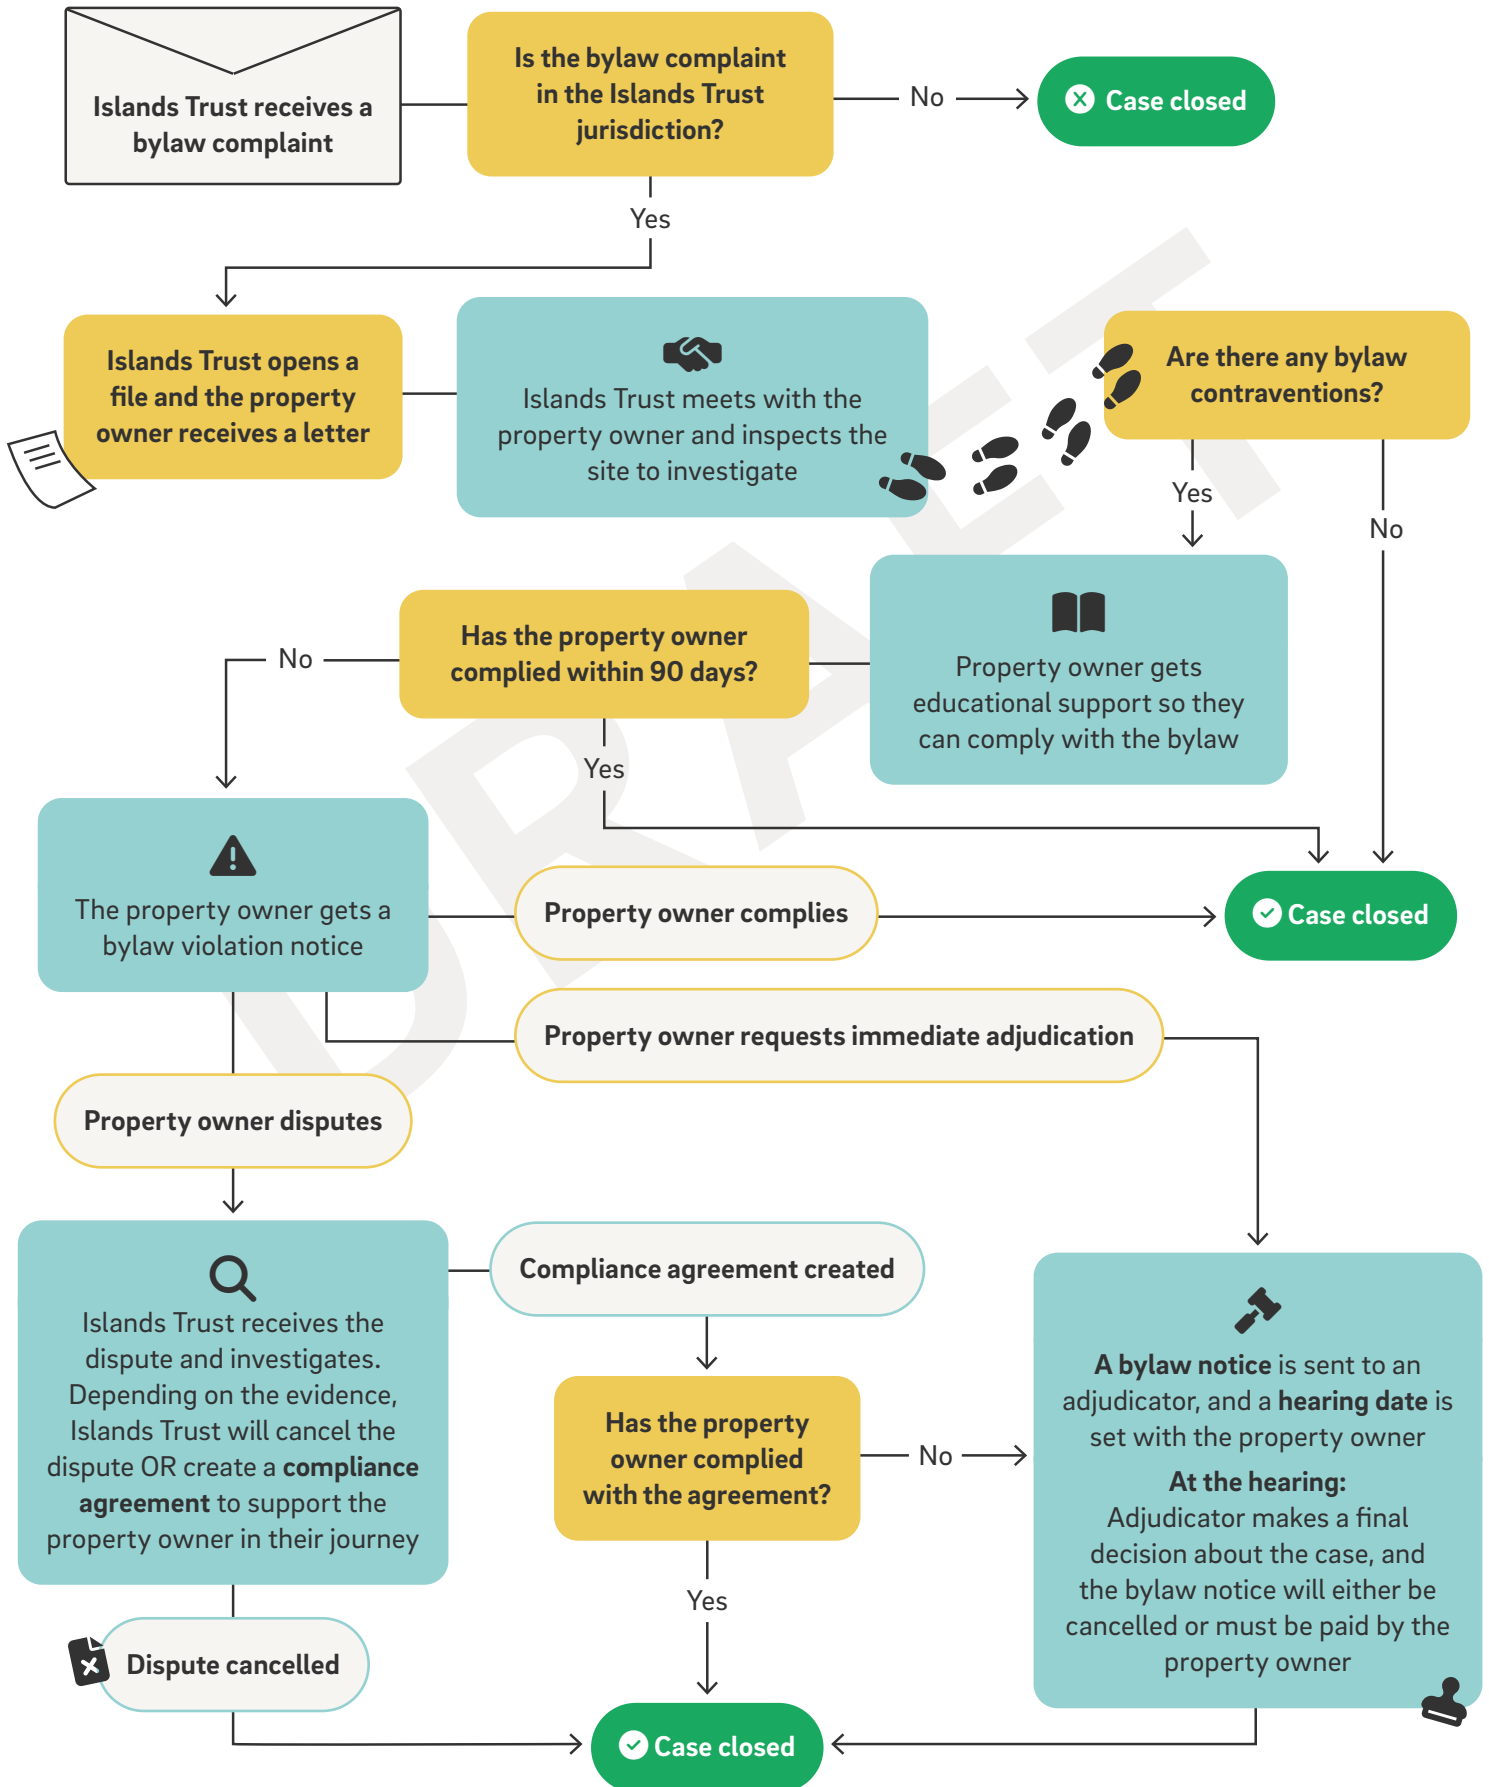 Islands Trust receives a
bylaw complaint
Is the bylaw complaint
in the Islands Trust
jurisdiction?
No
Case closed
Yes
Islands Trust opens a
file and the property
owner receives a letter
Islands Trust meets with the
property owner and inspects the
site to investigate
Are there any bylaw
contraventions?
Yes
No
Property owner gets
educational support so they
can comply with the bylaw
Has the property owner
complied within 90 days?
No
Yes
The property owner gets a
bylaw violation notice
Property owner complies
Case closed
Property owner requests immediate adjudication
Property owner disputes
Islands Trust receives the
dispute and investigates.
Depending on the evidence,
Islands Trust will cancel the
dispute OR create a compliance
agreement to support the
property owner in their journey
Compliance agreement created
Has the property
owner complied
with the agreement?
No
Yes
A bylaw notice is sent to an
adjudicator, and a hearing date is
set with the property owner
At the hearing:
Adjudicator makes a final
decision about the case, and
the bylaw notice will either be
cancelled or must be paid by the
property owner
Dispute cancelled
Case closed
DRAFT